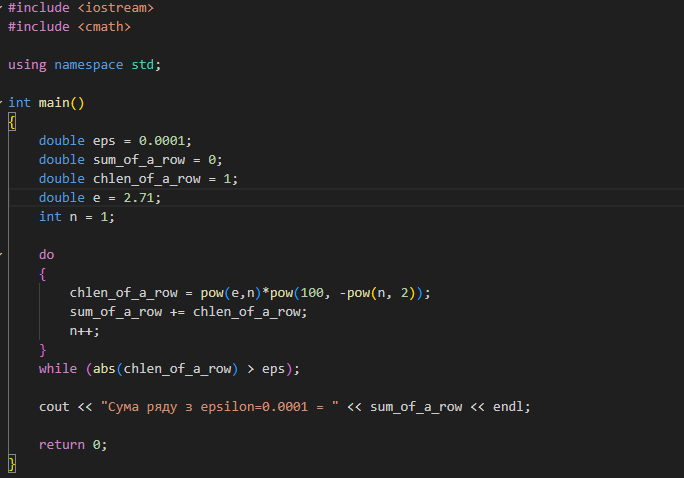 #include <iostream>
#include <cmath>
using namespace std;
int main()
{
double eps = 0.0001;
double sum_of_a_row = 0;
double chlen_of_a_row = 1;
double e = 2.71;
int n = 1;
do
{
chlen_of_a_row = pow(e,n)*pow(100, -pow(n, 2));
sum_of_a_row += chlen_of_a_row;
n++;
}
while (abs(chlen_of_a_row) > eps);
cout << "Сума ряду з epsilon=0.0001 = " << sum_of_a_row << endl;
return 0;
}